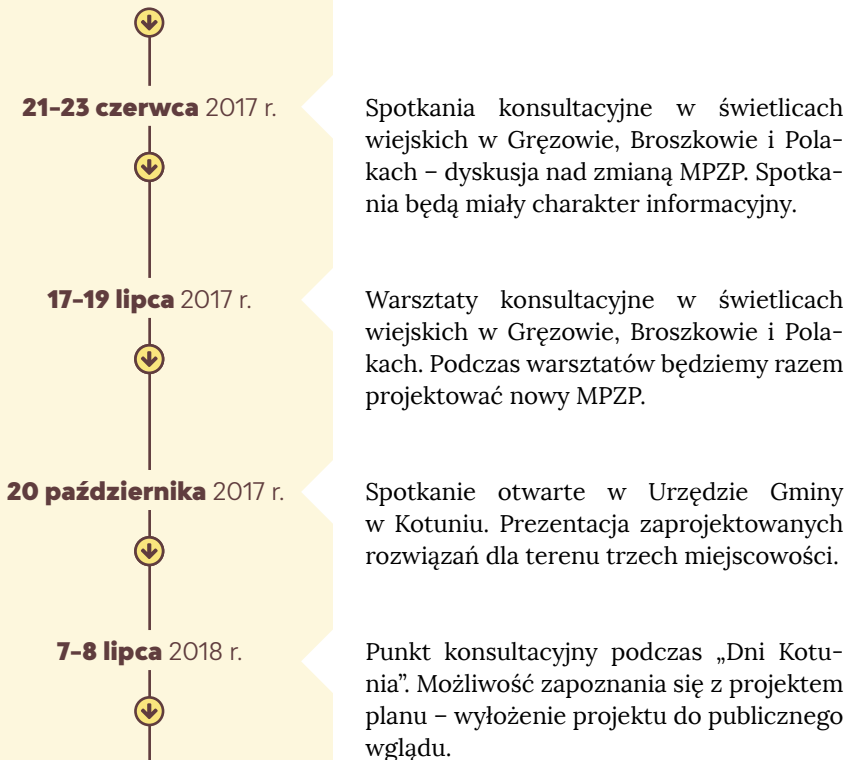 21–23 czerwca 2017 r.
Spotkania konsultacyjne w świetlicach
wiejskich w Gręzowie, Broszkowie i Pola-
kach – dyskusja nad zmianą MPZP. Spotka-
nia będą miały charakter informacyjny.
17–19 lipca 2017 r.
Warsztaty konsultacyjne w świetlicach
wiejskich w Gręzowie, Broszkowie i Pola-
kach. Podczas warsztatów będziemy razem
projektować nowy MPZP.
20 października 2017 r.
Spotkanie otwarte w Urzędzie Gminy
w Kotuniu. Prezentacja zaprojektowanych
rozwiązań dla terenu trzech miejscowości.
7–8 lipca 2018 r.
Punkt konsultacyjny podczas „Dni Kotu-
nia”. Możliwość zapoznania się z projektem
planu – wyłożenie projektu do publicznego
wglądu.